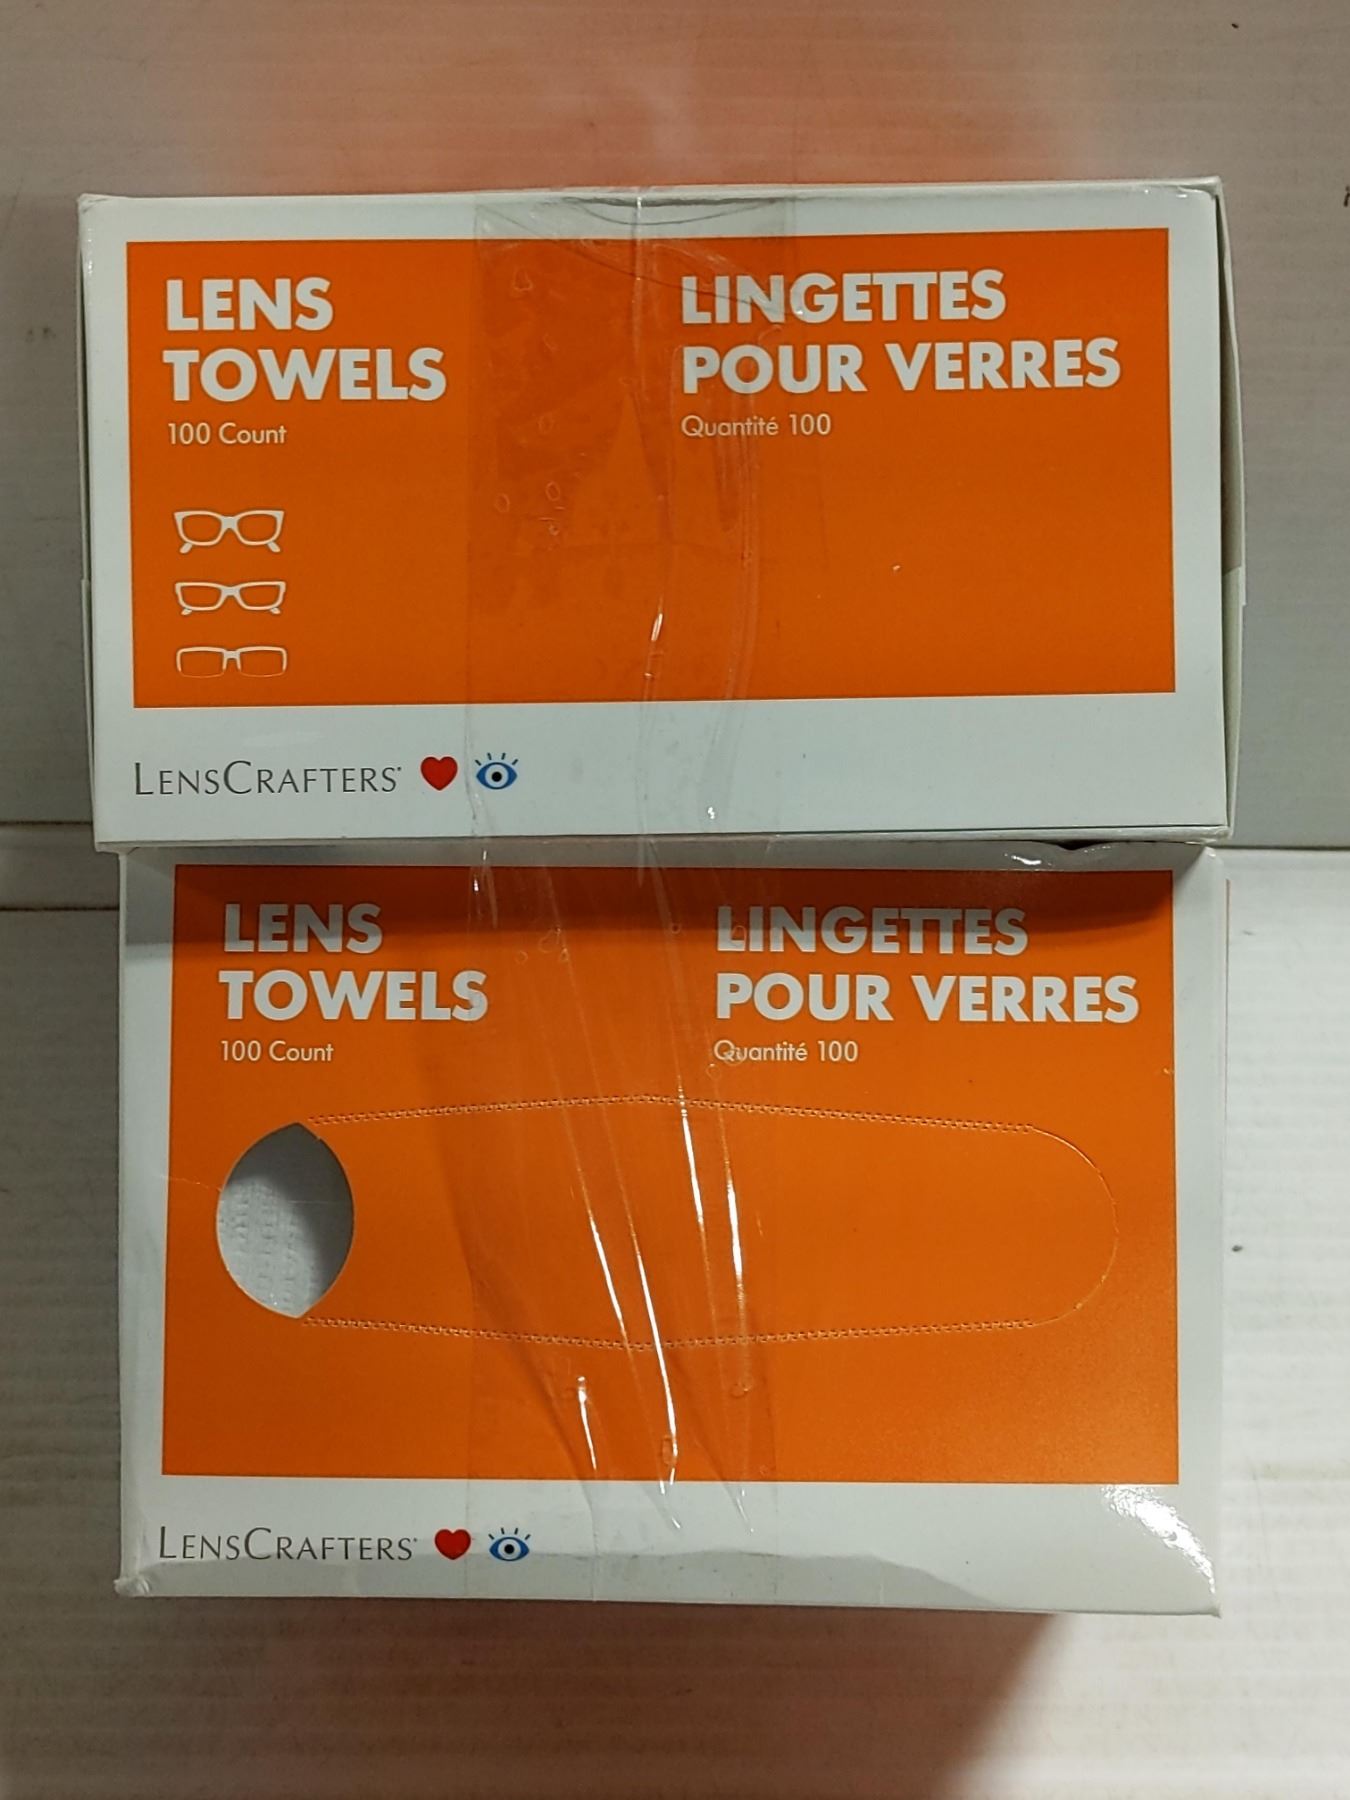 LENS
TOWELS
100 Count
LINGETTES
POUR VERRES
Quantité 100
LENSCRAFTERS
LENS
TOWELS
100 Count
LINGETTES
POUR VERRES
Quantité 100
LENSCRAFTERS